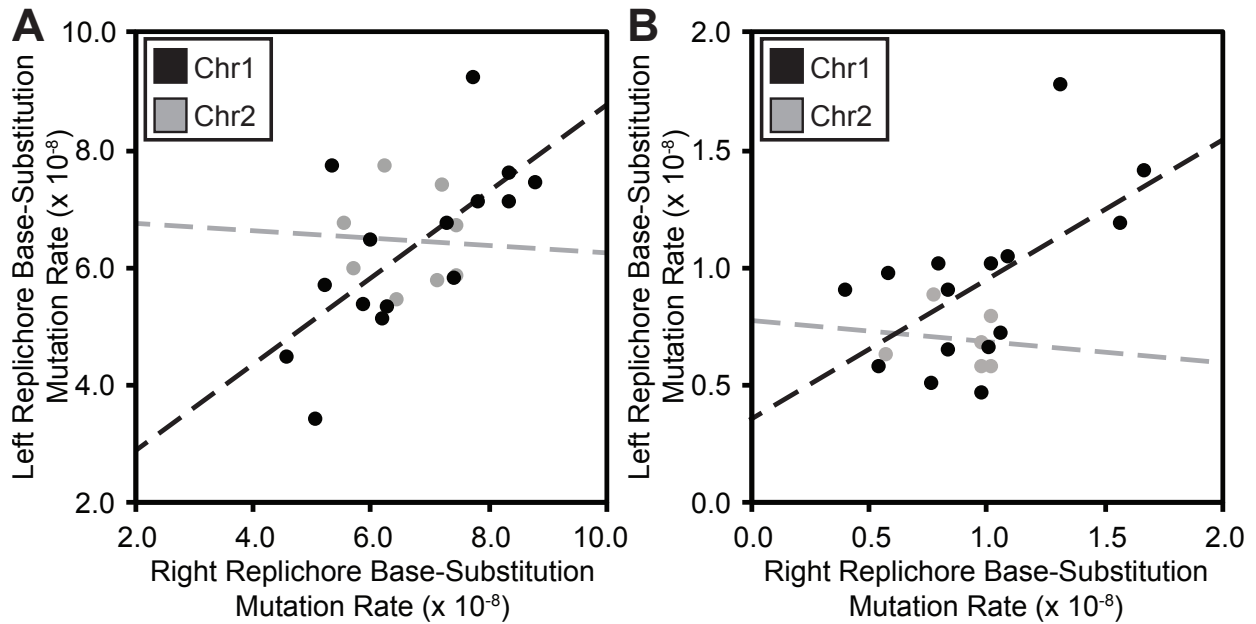 A
Left Replichore Base-Substitution
Mutation Rate (x 10⁻⁸)
10.0
8.0
6.0
4.0
2.0
Chr1
Chr2
2.0 4.0 6.0 8.0 10.0
Right Replichore Base-Substitution
Mutation Rate (x 10⁻⁸)
B
Left Replichore Base-Substitution
Mutation Rate (x 10⁻⁸)
2.0
1.5
1.0
0.5
0.0
Chr1
Chr2
0.0 0.5 1.0 1.5 2.0
Right Replichore Base-Substitution
Mutation Rate (x 10⁻⁸)